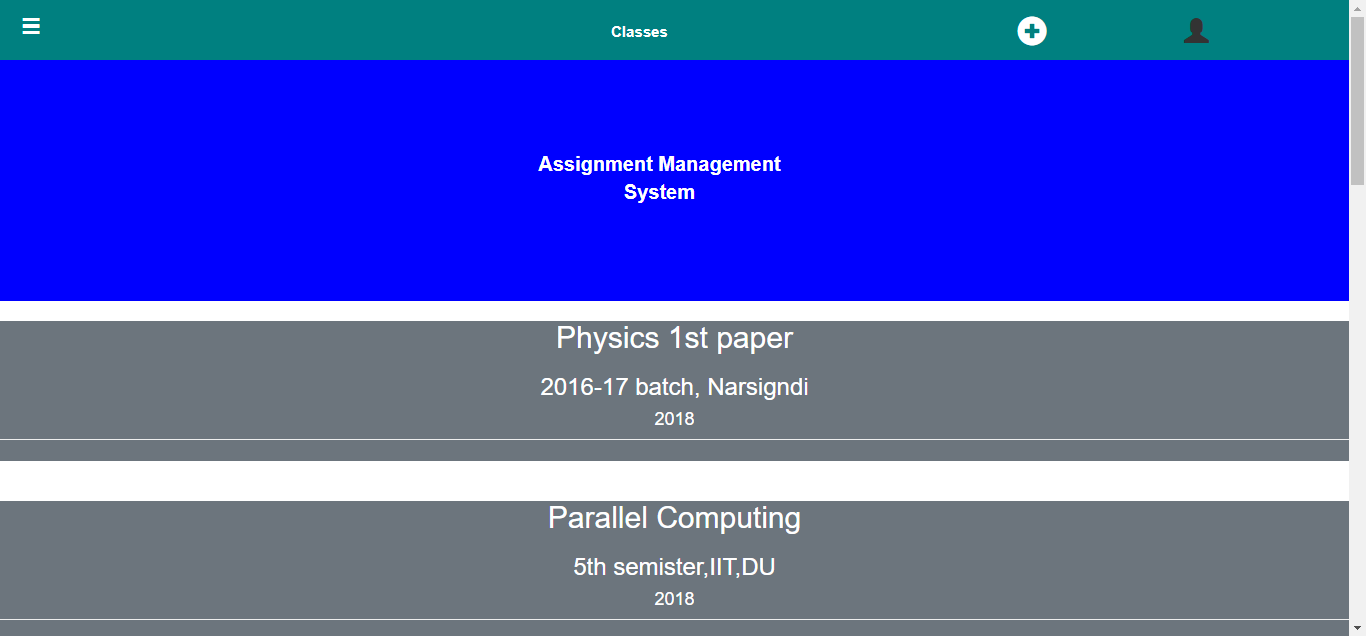 Classes
Assignment Management
System
Physics 1st paper
2016-17 batch, Narsigndi
2018
Parallel Computing
5th semister,IIT,DU
2018